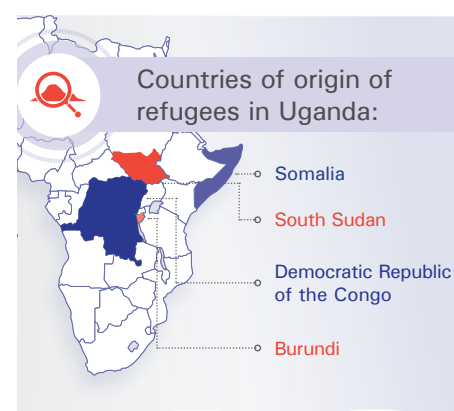 Countries of origin of
refugees in Uganda:
Somalia
South Sudan
Democratic Republic
of the Congo
Burundi